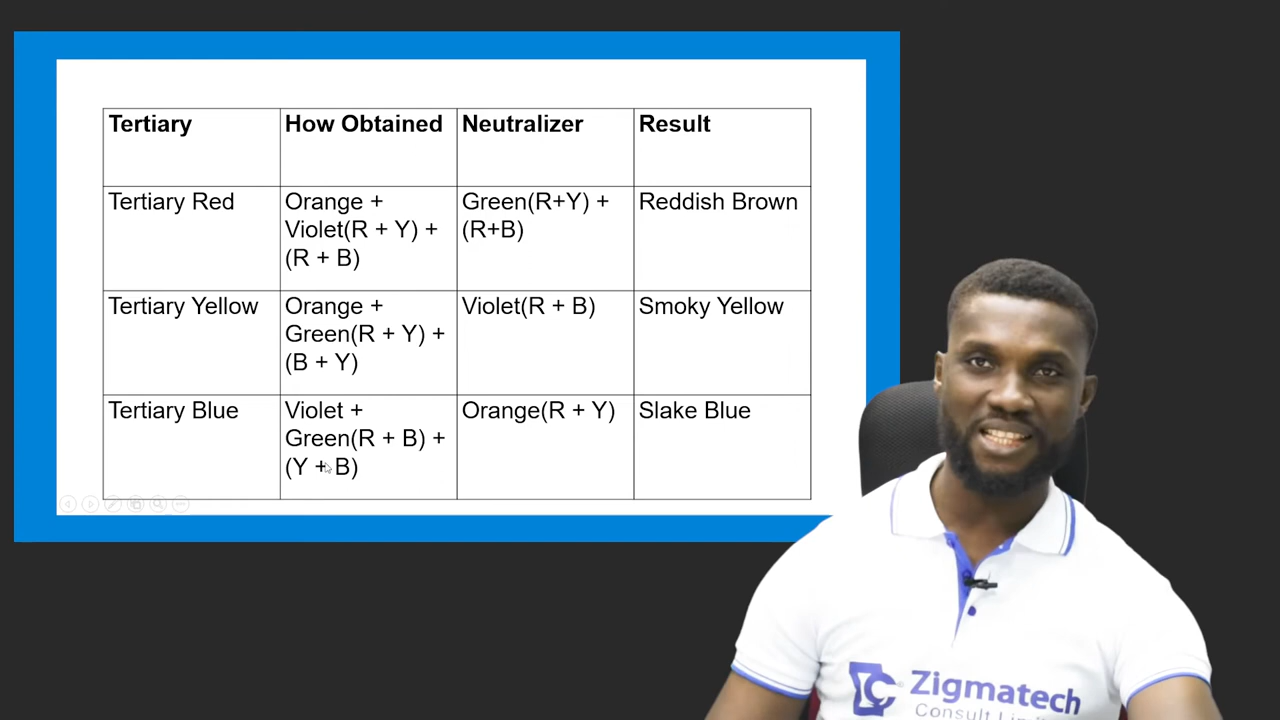 Tertiary How Obtained Neutralizer Result
Tertiary Red Orange + Green(R+Y) + Reddish Brown
Violet(R + Y) + (R+B)
(R + B)
Tertiary Yellow Orange + Violet(R + B) Smoky Yellow
Green(R + Y) +
(B + Y)
Tertiary Blue Violet + Orange(R + Y) Slake Blue
Green(R + B) +
(Y + B)
Zigmatech
Consult